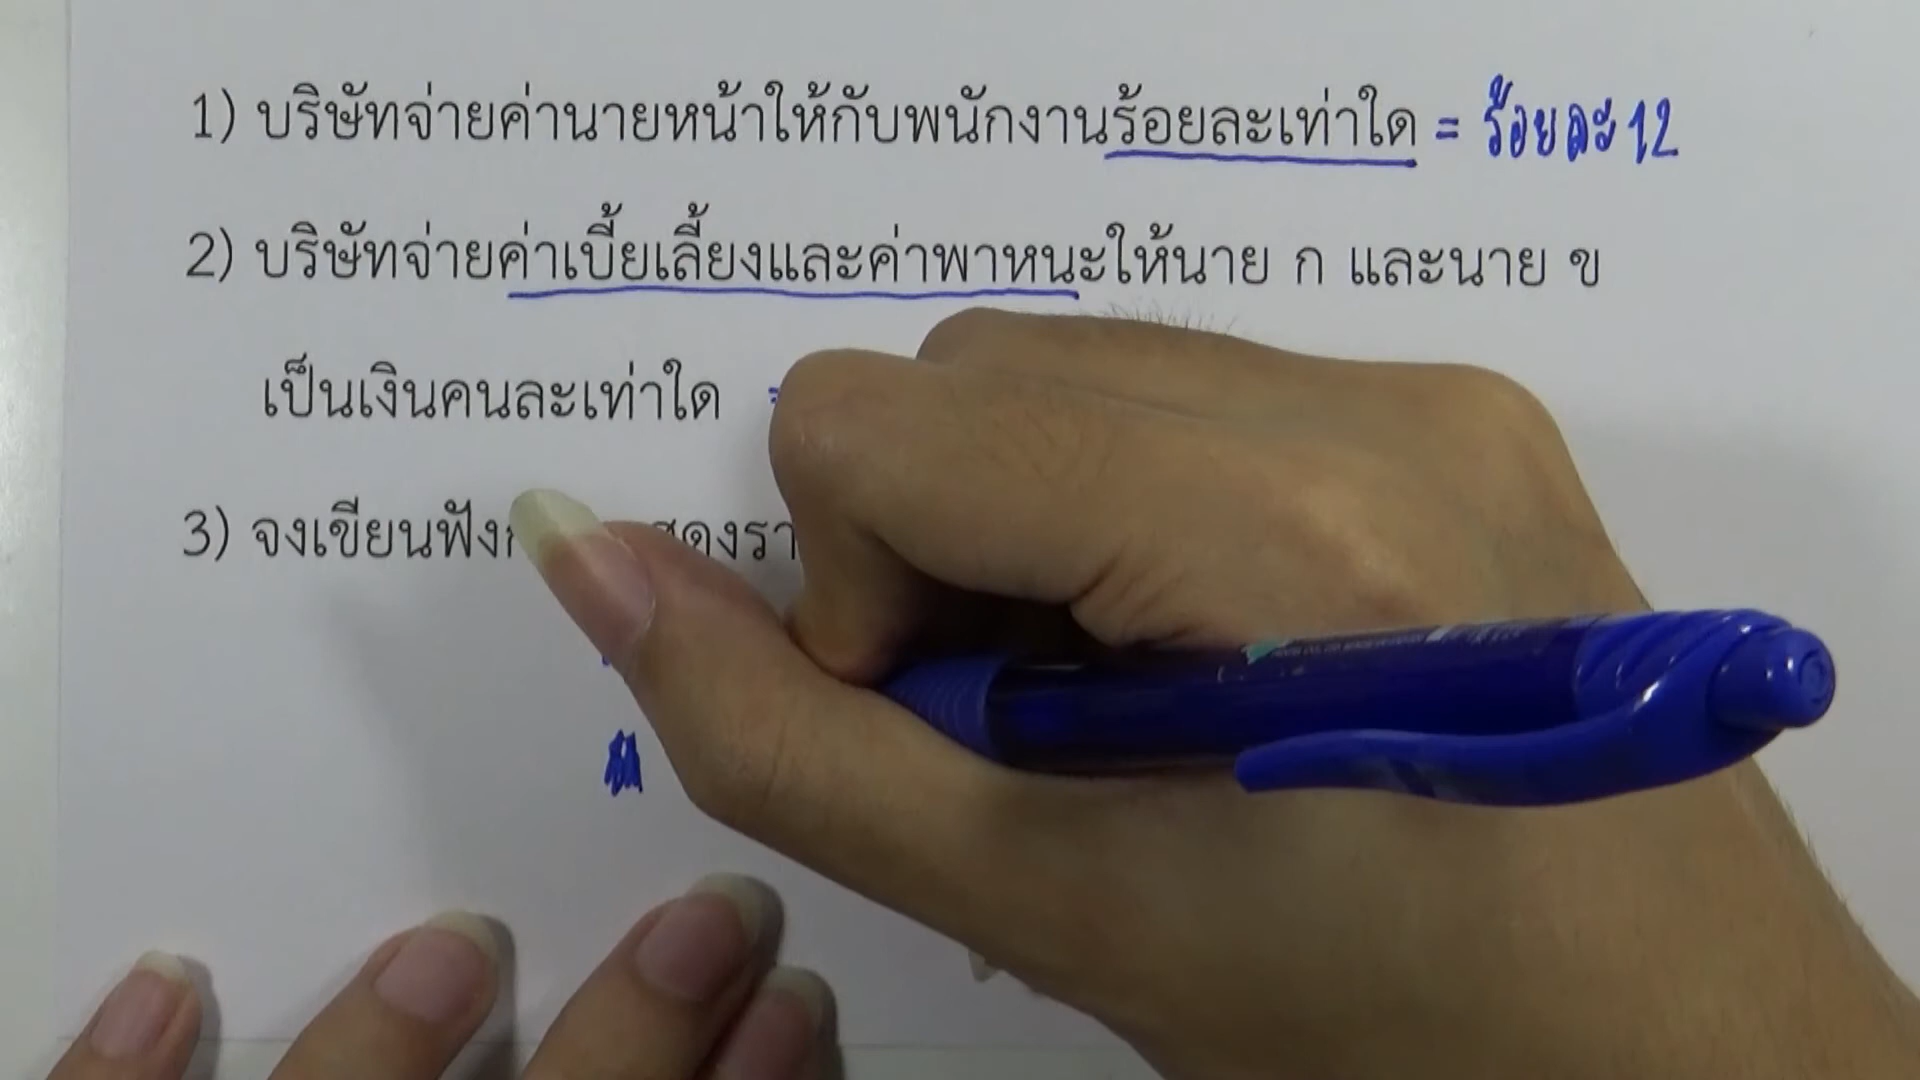 1) บริษัทจ่ายค่านายหน้าให้กับพนักงานร้อยละเท่าใด = ร้อยละ 12
2) บริษัทจ่ายค่าเบี้ยเลี้ยงและค่าพาหนะให้นาย ก และนาย ข
เป็นเงินคนละเท่าใด
3) จงเขียน